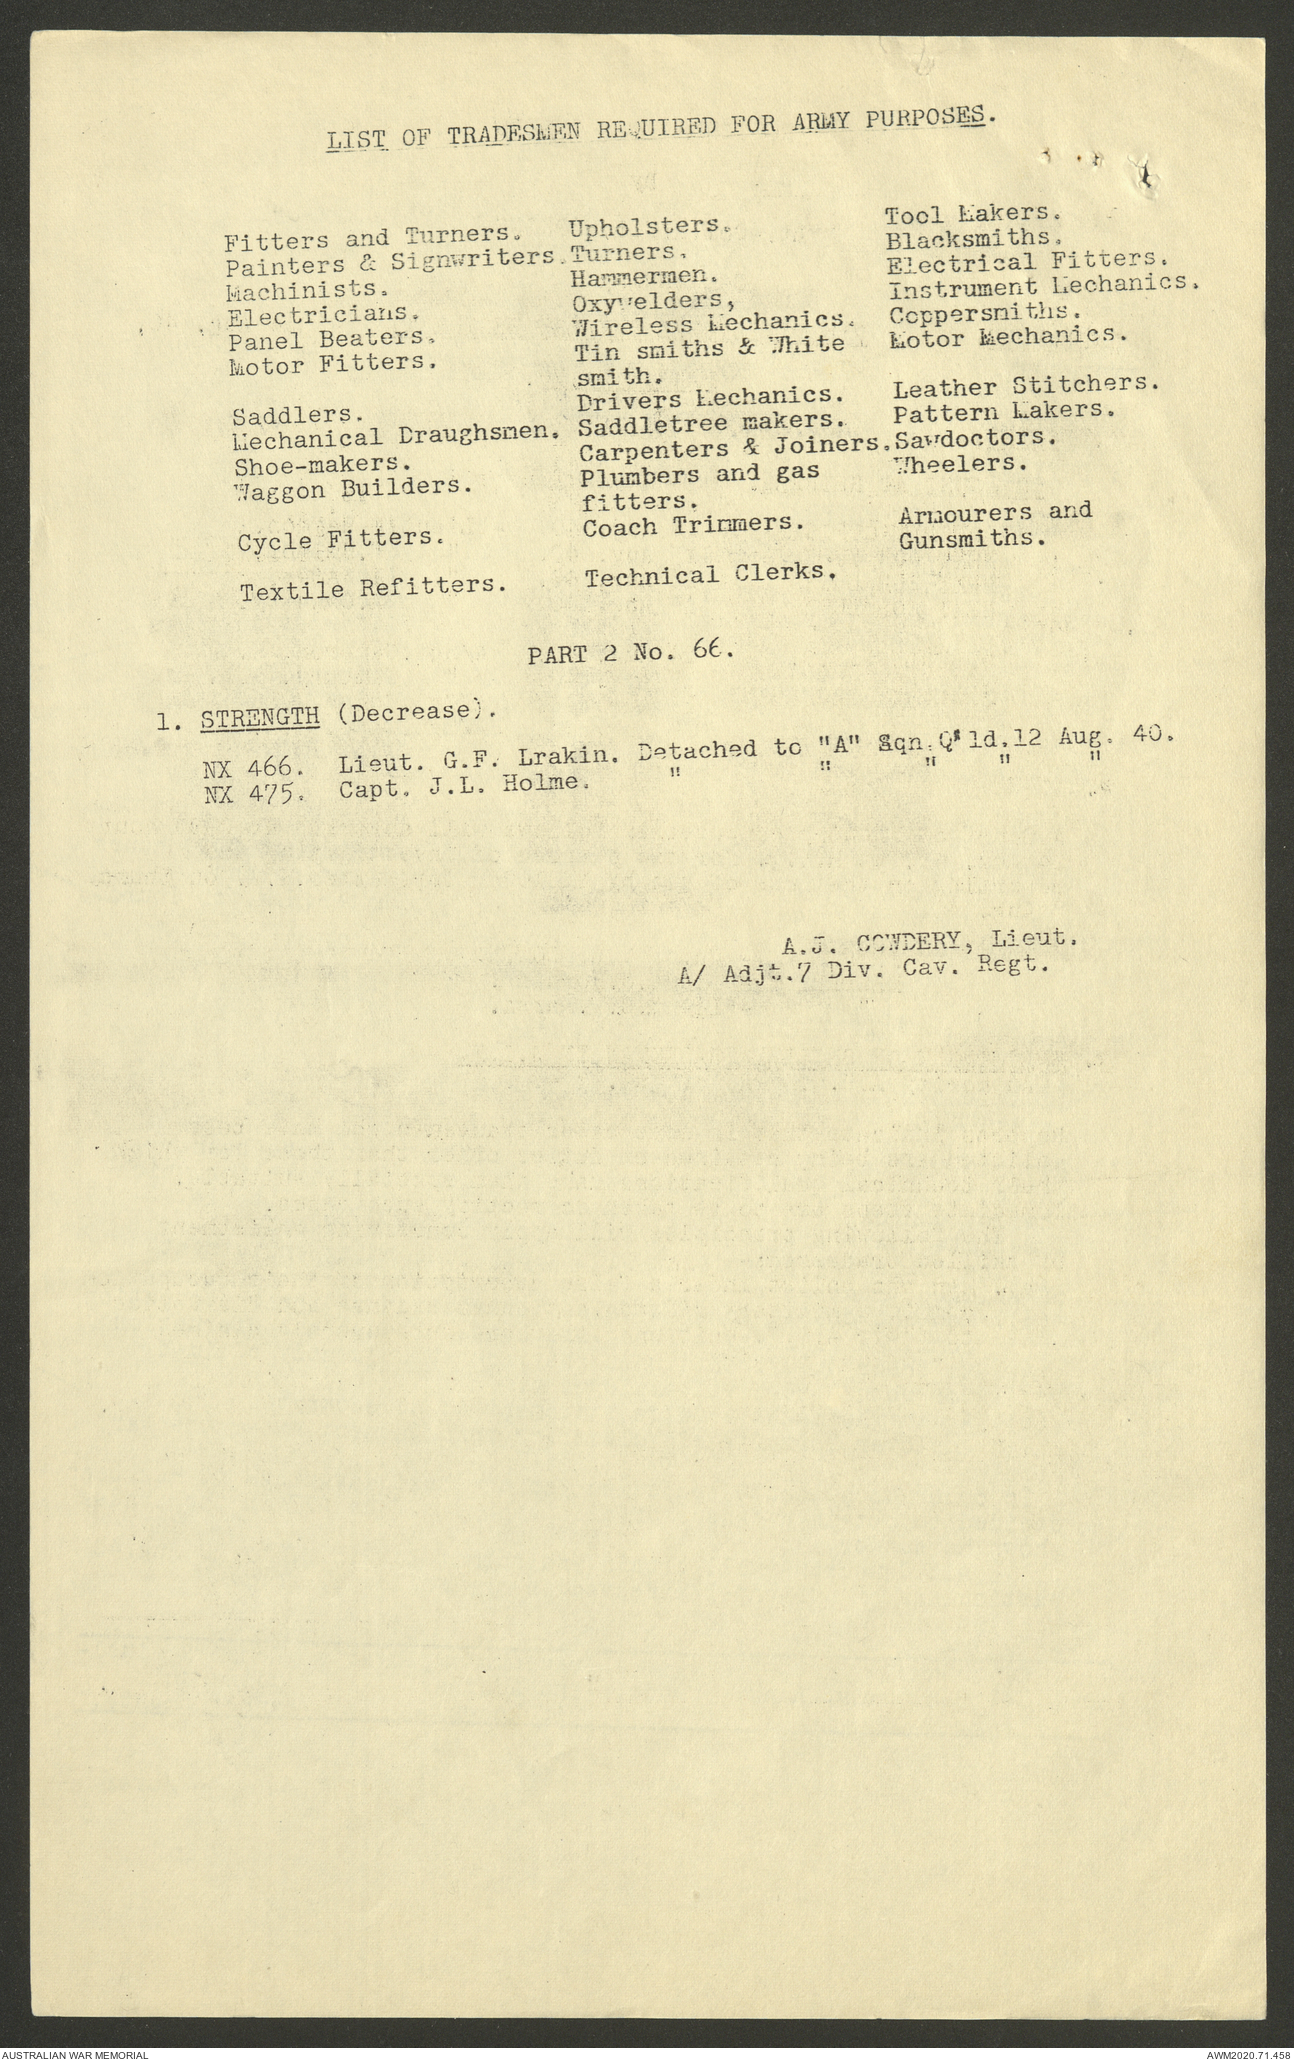 LIST OF TRADESMEN REQUIRED FOR ARMY PURPOSES.
Fitters and Turners. Upholsters. Tool Makers.
Painters & Signwriters. Turners. Blacksmiths.
Machinists. Hammermen. Electrical Fitters.
Electricians. Oxywelders, Instrument Mechanics.
Panel Beaters. Wireless Mechanics. Coppersmiths.
Motor Fitters. Tin smiths & White Motor Mechanics.
smith.
Saddlers. Drivers Mechanics. Leather Stitchers.
Mechanical Draughsmen. Saddletree makers. Pattern Makers.
Shoe-makers. Carpenters & Joiners. Sawdoctors.
Waggon Builders. Plumbers and gas Wheelers.
fitters.
Cycle Fitters. Coach Trimmers. Armourers and
Gunsmiths.
Textile Refitters. Technical Clerks.
PART 2 No. 66.
1. STRENGTH (Decrease).
NX 466. Lieut. G.F. Lrakin. Detached to "A" Sqn.Q'ld.12 Aug. 40.
NX 475. Capt. J.L. Holme. " " " " "
A.J. COWDERY, Lieut.
A/ Adjt.7 Div. Cav. Regt.
AUSTRALIAN WAR MEMORIAL
AWM2020.71.458